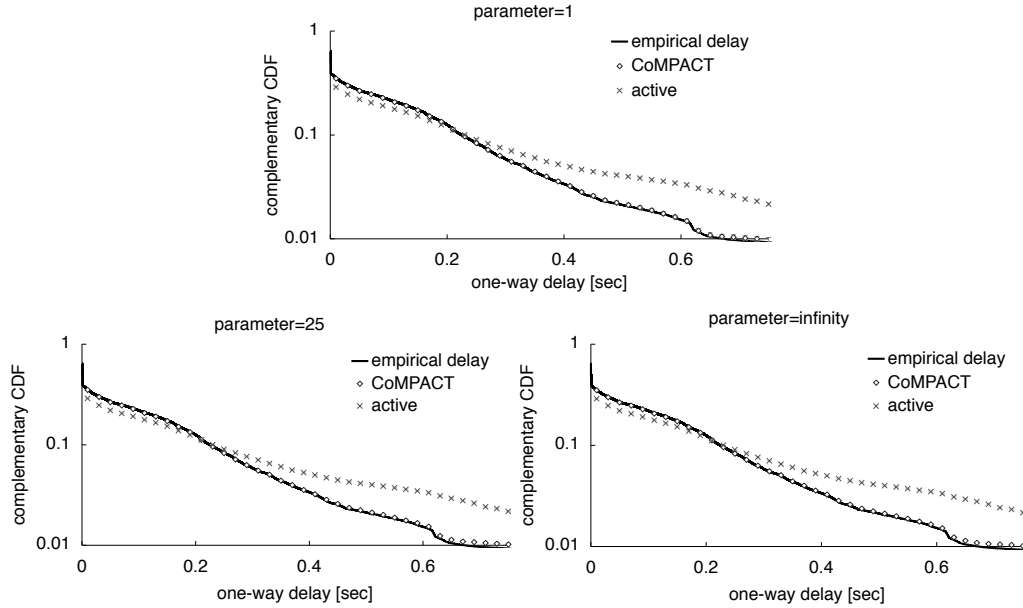 parameter=1
1
0.1
0.01
complementary CDF
empirical delay
CoMPACT
active
0
0.2
0.4
0.6
one-way delay [sec]
parameter=25
1
0.1
0.01
complementary CDF
empirical delay
CoMPACT
active
0
0.2
0.4
0.6
one-way delay [sec]
parameter=infinity
1
0.1
0.01
complementary CDF
empirical delay
CoMPACT
active
0
0.2
0.4
0.6
one-way delay [sec]